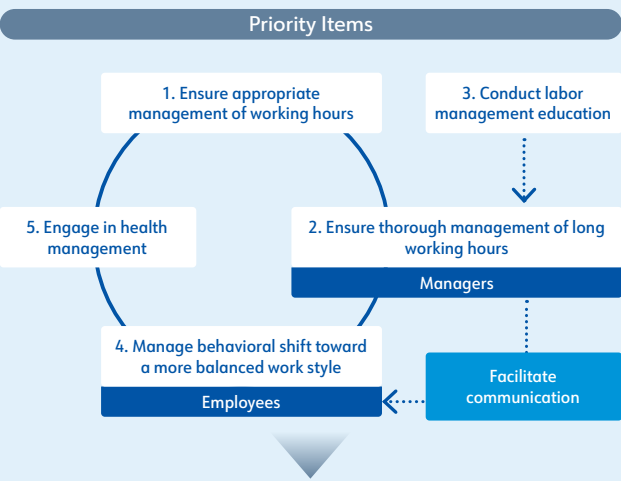 Priority Items
1. Ensure appropriate
management of working hours
3. Conduct labor
management education
5. Engage in health
management
2. Ensure thorough management of long
working hours
Managers
4. Manage behavioral shift toward
a more balanced work style
Employees
Facilitate
communication